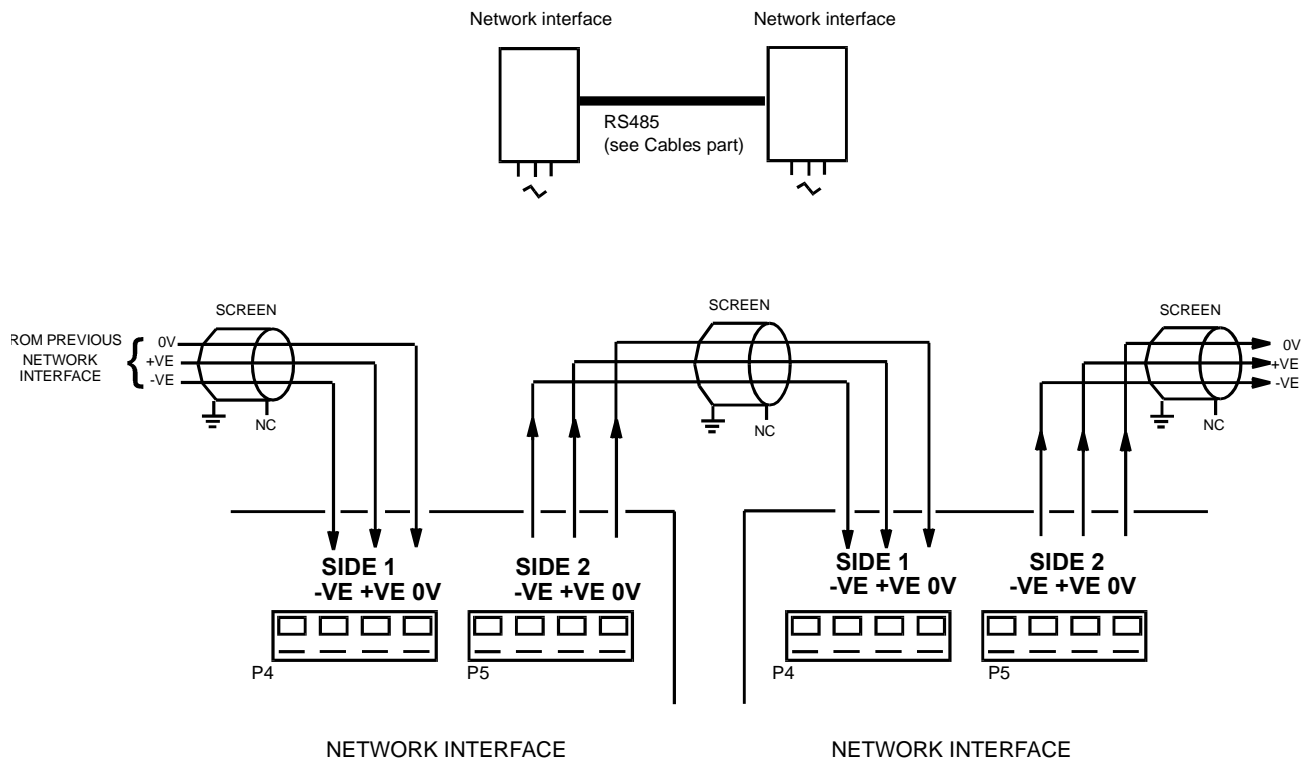 Network interface
Network interface
RS485
(see Cables part)
SCREEN
SCREEN
SCREEN
ROM PREVIOUS
NETWORK
INTERFACE
0V
+VE
-VE
NC
NC
NC
0V
+VE
-VE
SIDE 1
-VE +VE 0V
SIDE 2
-VE +VE 0V
SIDE 1
-VE +VE 0V
SIDE 2
-VE +VE 0V
P4
P5
P4
P5
NETWORK INTERFACE
NETWORK INTERFACE